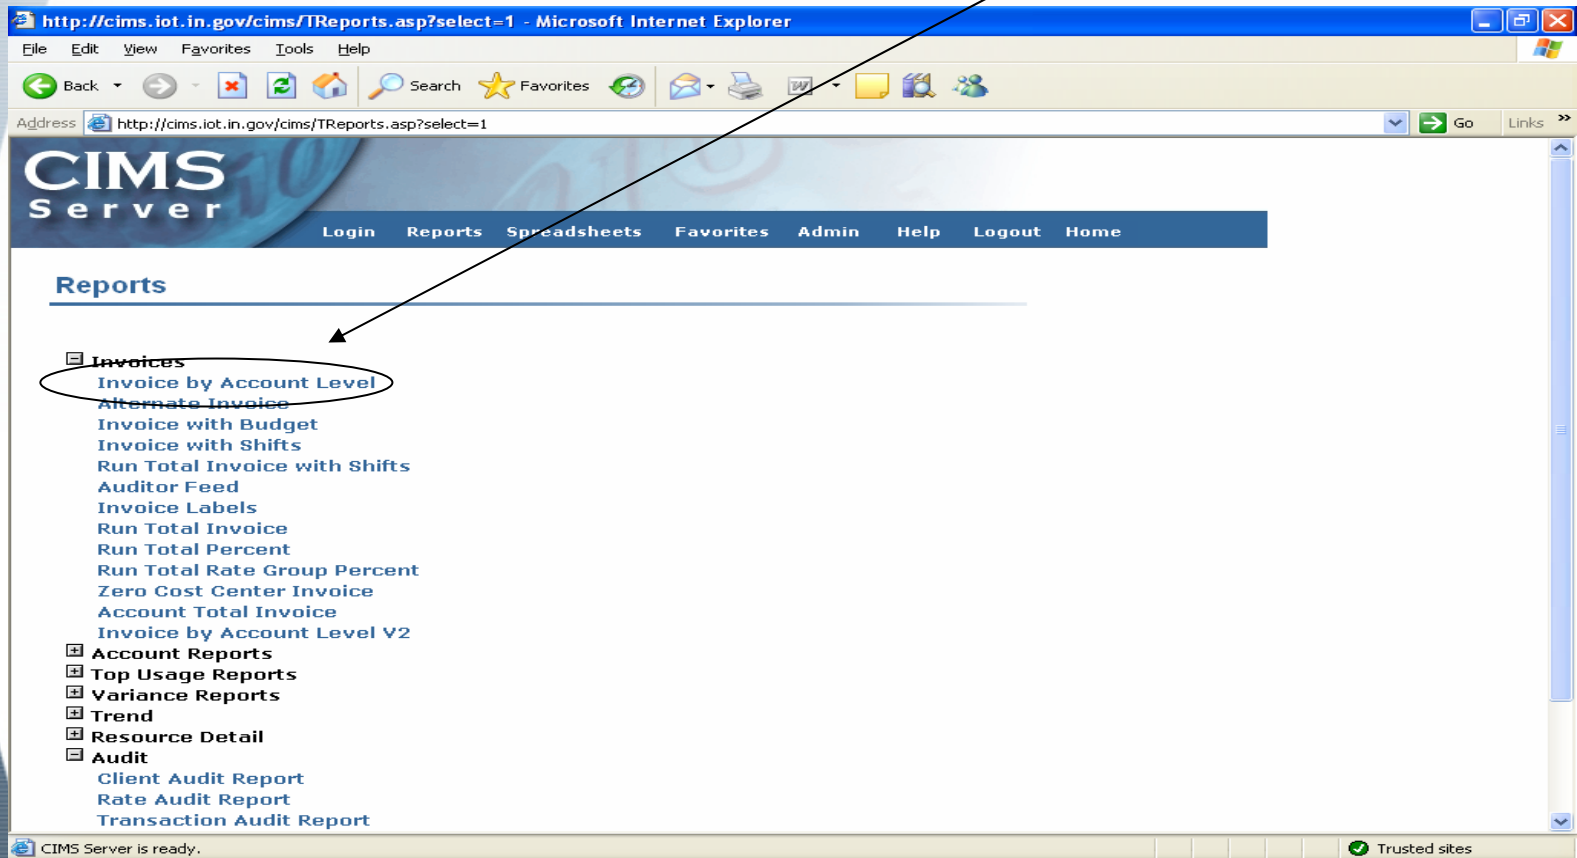 http://cims.iot.in.gov/cims/TReports.asp?select=1 - Microsoft Internet Explorer
File Edit View Favorites Tools Help
Back Search Favorites
Address http://cims.iot.in.gov/cims/TReports.asp?select=1 Go Links »
CIMS
Server
Login Reports Spreadsheets Favorites Admin Help Logout Home
Reports
Invoices
Invoice by Account Level
Alternate Invoice
Invoice with Budget
Invoice with Shifts
Run Total Invoice with Shifts
Auditor Feed
Invoice Labels
Run Total Invoice
Run Total Percent
Run Total Rate Group Percent
Zero Cost Center Invoice
Account Total Invoice
Invoice by Account Level V2
Account Reports
Top Usage Reports
Variance Reports
Trend
Resource Detail
Audit
Client Audit Report
Rate Audit Report
Transaction Audit Report
CIMS Server is ready. Trusted sites